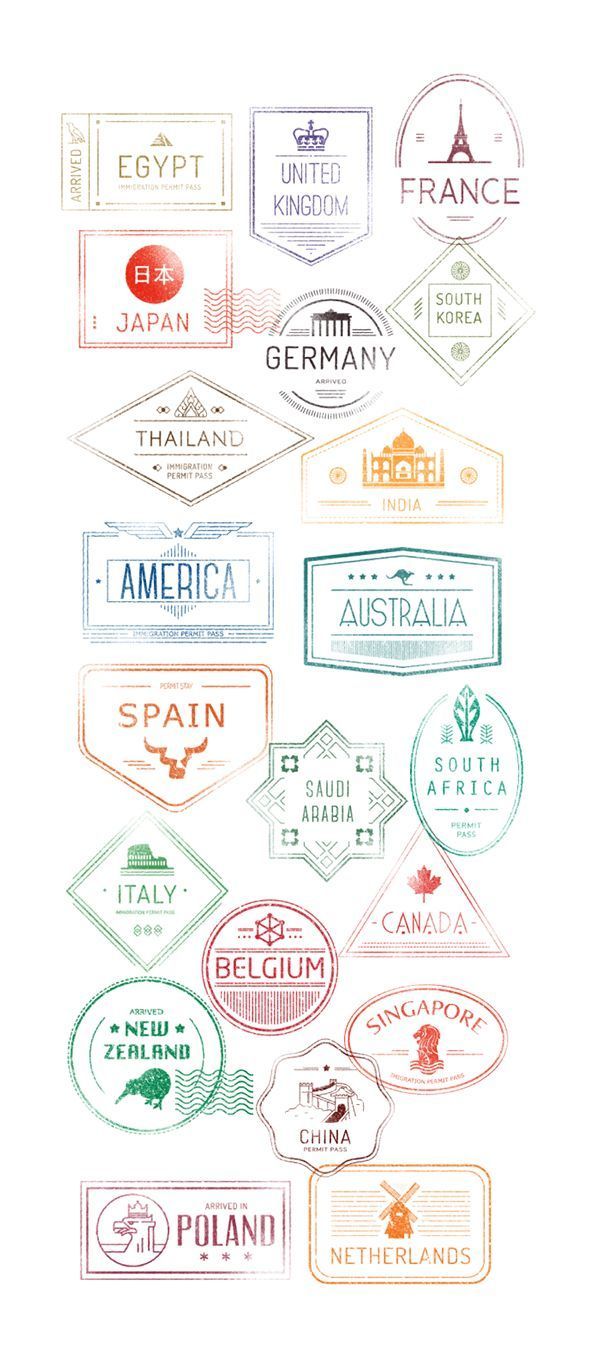 ARRIVED
EGYPT
IMMIGRATION PERMIT PASS
UNITED
KINGDOM
FRANCE
日本
JAPAN
SOUTH
KOREA
GERMANY
ARRIVED
THAILAND
IMMIGRATION
PERMIT PASS
INDIA
AMERICA
IMMIGRATION PERMIT PASS
AUSTRALIA
PERMIT STAY
SPAIN
SAUDI
ARABIA
SOUTH
AFRICA
PERMIT
PASS
ITALY
IMMIGRATION PERMIT PASS
CANADA
BELGIUM
ARRIVED
NEW
ZEALAND
SINGAPORE
IMIGRATION PERMIT PASS
CHINA
PERMIT PASS
ARRIVED IN
POLAND
NETHERLANDS